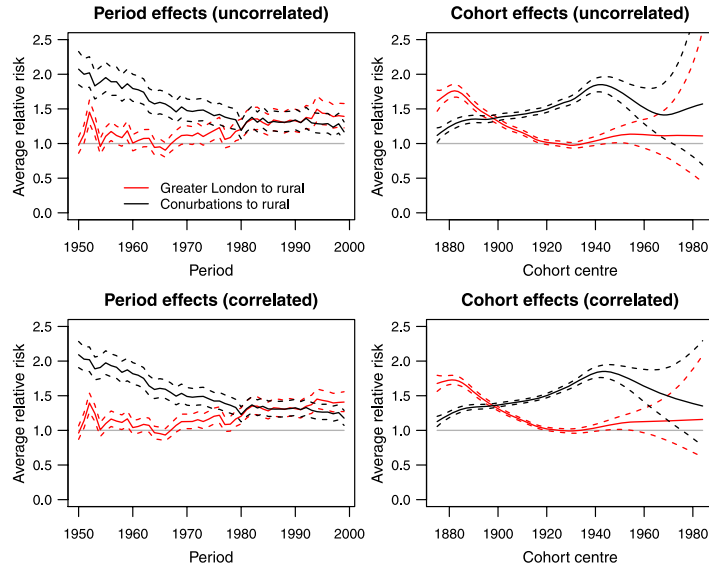 Period effects (uncorrelated)
Average relative risk
2.5
2.0
1.5
1.0
0.5
0.0
Greater London to rural
Conurbations to rural
1950 1960 1970 1980 1990 2000
Period
Cohort effects (uncorrelated)
Average relative risk
2.5
2.0
1.5
1.0
0.5
0.0
1880 1900 1920 1940 1960 1980
Cohort centre
Period effects (correlated)
Average relative risk
2.5
2.0
1.5
1.0
0.5
0.0
1950 1960 1970 1980 1990 2000
Period
Cohort effects (correlated)
Average relative risk
2.5
2.0
1.5
1.0
0.5
0.0
1880 1900 1920 1940 1960 1980
Cohort centre